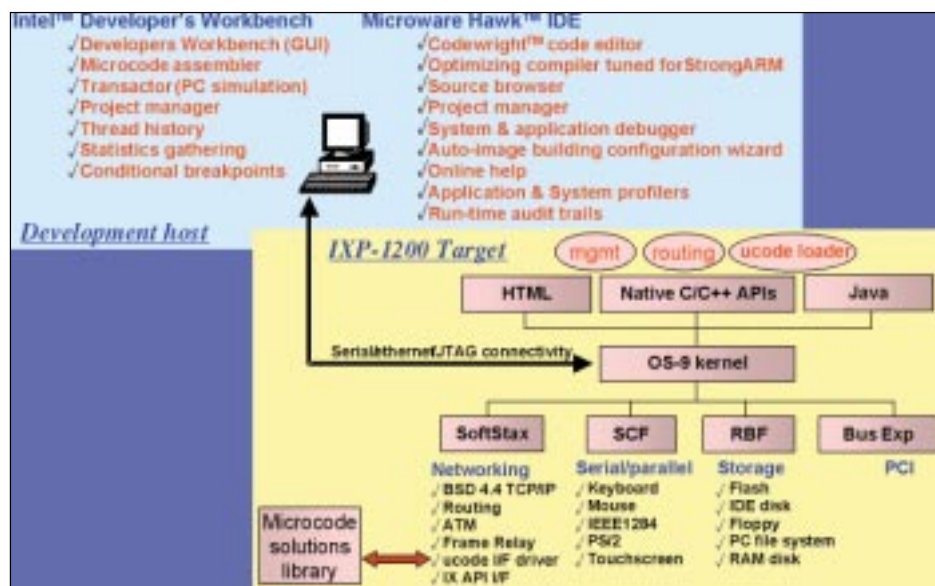 Intel™ Developer's Workbench
√Developers Workbench (GUI)
√Microcode assembler
√Transactor (PC simulation)
√Project manager
√Thread history
√Statistics gathering
√Conditional breakpoints
Microware Hawk™ IDE
√Codewright™ code editor
√Optimizing compiler tuned forStrongARM
√Source browser
√Project manager
√System & application debugger
√Auto-image building configuration wizard
√Online help
√Application & System profilers
√Run-time audit trails
Development host
IXP-1200 Target
mgmt
routing
ucode loader
HTML
Native C/C++ APIs
Java
Serial/ethernet/JTAG connectivity
OS-9 kernel
SoftStax
SCF
RBF
Bus Exp
Networking
√BSD 4.4 TCP/IP
√Routing
√ATM
√Frame Relay
√ucode I/F driver
√IX API I/F
Serial/parallel
√Keyboard
√Mouse
√IEEE1284
√PS/2
√Touchscreen
Storage
√Flash
√IDE disk
√Floppy
√PC file system
√RAM disk
PCI
Microcode
solutions
library